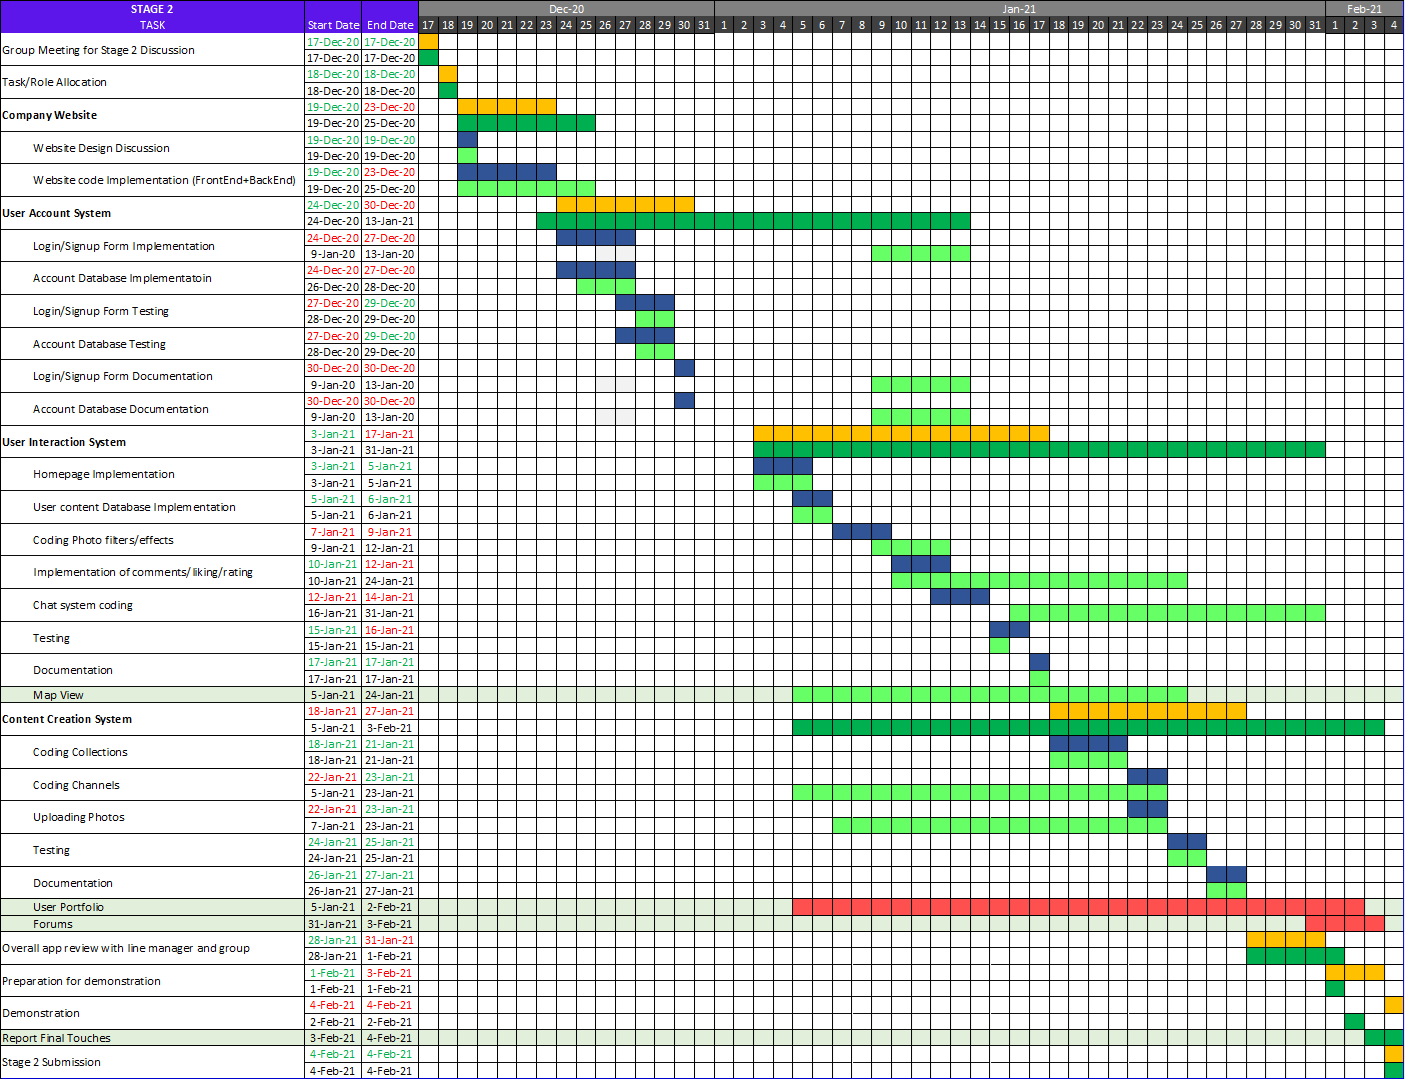 STAGE 2 Dec-20 Jan-21 Feb-21
TASK Start Date End Date 17 18 19 20 21 22 23 24 25 26 27 28 29 30 31 1 2 3 4 5 6 7 8 9 10 11 12 13 14 15 16 17 18 19 20 21 22 23 24 25 26 27 28 29 30 31 1 2 3 4
Group Meeting for Stage 2 Discussion
17-Dec-20 17-Dec-20
17-Dec-20 17-Dec-20
Task/Role Allocation
18-Dec-20 18-Dec-20
18-Dec-20 18-Dec-20
Company Website
19-Dec-20 23-Dec-20
19-Dec-20 25-Dec-20
Website Design Discussion
19-Dec-20 19-Dec-20
19-Dec-20 19-Dec-20
Website code Implementation (FrontEnd+BackEnd)
19-Dec-20 23-Dec-20
19-Dec-20 25-Dec-20
User Account System
24-Dec-20 30-Dec-20
24-Dec-20 13-Jan-21
Login/Signup Form Implementation
24-Dec-20 27-Dec-20
9-Jan-20 13-Jan-20
Account Database Implementatoin
24-Dec-20 27-Dec-20
26-Dec-20 28-Dec-20
Login/Signup Form Testing
27-Dec-20 29-Dec-20
28-Dec-20 29-Dec-20
Account Database Testing
27-Dec-20 29-Dec-20
28-Dec-20 29-Dec-20
Login/Signup Form Documentation
30-Dec-20 30-Dec-20
9-Jan-20 13-Jan-20
Account Database Documentation
30-Dec-20 30-Dec-20
9-Jan-20 13-Jan-20
User Interaction System
3-Jan-21 17-Jan-21
3-Jan-21 31-Jan-21
Homepage Implementation
3-Jan-21 5-Jan-21
3-Jan-21 5-Jan-21
User content Database Implementation
5-Jan-21 6-Jan-21
5-Jan-21 6-Jan-21
Coding Photo filters/effects
7-Jan-21 9-Jan-21
9-Jan-21 12-Jan-21
Implementation of comments/liking/rating
10-Jan-21 12-Jan-21
10-Jan-21 24-Jan-21
Chat system coding
12-Jan-21 14-Jan-21
16-Jan-21 31-Jan-21
Testing
15-Jan-21 16-Jan-21
15-Jan-21 15-Jan-21
Documentation
17-Jan-21 17-Jan-21
17-Jan-21 17-Jan-21
Map View 5-Jan-21 24-Jan-21
Content Creation System
18-Jan-21 27-Jan-21
5-Jan-21 3-Feb-21
Coding Collections
18-Jan-21 21-Jan-21
18-Jan-21 21-Jan-21
Coding Channels
22-Jan-21 23-Jan-21
5-Jan-21 23-Jan-21
Uploading Photos
22-Jan-21 23-Jan-21
7-Jan-21 23-Jan-21
Testing
24-Jan-21 25-Jan-21
24-Jan-21 25-Jan-21
Documentation
26-Jan-21 27-Jan-21
26-Jan-21 27-Jan-21
User Portfolio 5-Jan-21 2-Feb-21
Forums 31-Jan-21 3-Feb-21
Overall app review with line manager and group
28-Jan-21 31-Jan-21
28-Jan-21 1-Feb-21
Preparation for demonstration
1-Feb-21 3-Feb-21
1-Feb-21 1-Feb-21
Demonstration
4-Feb-21 4-Feb-21
2-Feb-21 2-Feb-21
Report Final Touches 3-Feb-21 4-Feb-21
Stage 2 Submission
4-Feb-21 4-Feb-21
4-Feb-21 4-Feb-21